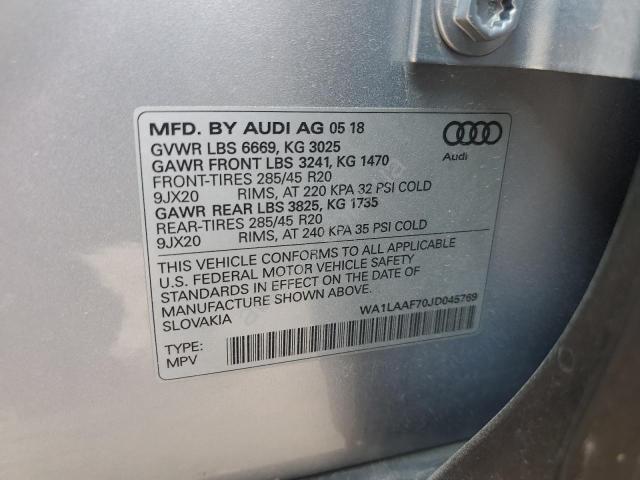 MFD. BY AUDI AG 05 18
GVWR LBS 6669, KG 3025
GAWR FRONT LBS 3241, KG 1470
FRONT-TIRES 285/45 R20
9JX20 RIMS, AT 220 KPA 32 PSI COLD
GAWR REAR LBS 3825, KG 1735
REAR-TIRES 285/45 R20
9JX20 RIMS, AT 240 KPA 35 PSI COLD
Audi
THIS VEHICLE CONFORMS TO ALL APPLICABLE
U.S. FEDERAL MOTOR VEHICLE SAFETY
STANDARDS IN EFFECT ON THE DATE OF
MANUFACTURE SHOWN ABOVE.
SLOVAKIA
WA1LAAF70JD045769
TYPE:
MPV